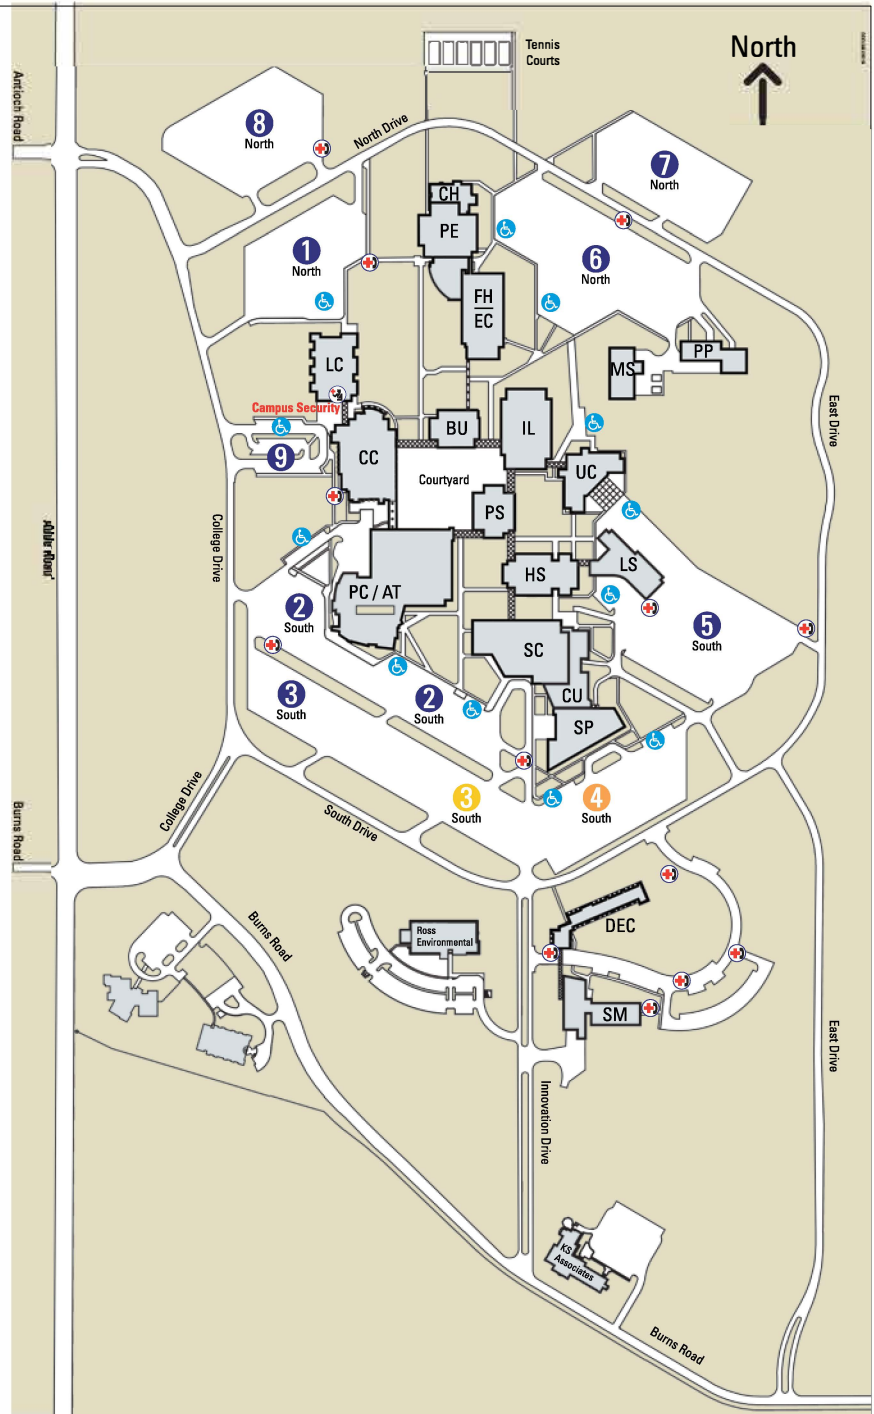 North
Tennis
Courts
Antioch Road
8
North
North Drive
7
North
CH
PE
1
North
6
North
FH
EC
LC
MS
PP
Campus Security
East Drive
BU
IL
9
CC
Courtyard
UC
PS
College Drive
LS
HS
PC / AT
2
South
5
South
SC
3
South
2
South
CU
SP
3
South
4
South
College Drive
South Drive
Burns Road
DEC
Burns Road
Ross
Environmental
SM
East Drive
Innovation Drive
KS
Associates
Burns Road